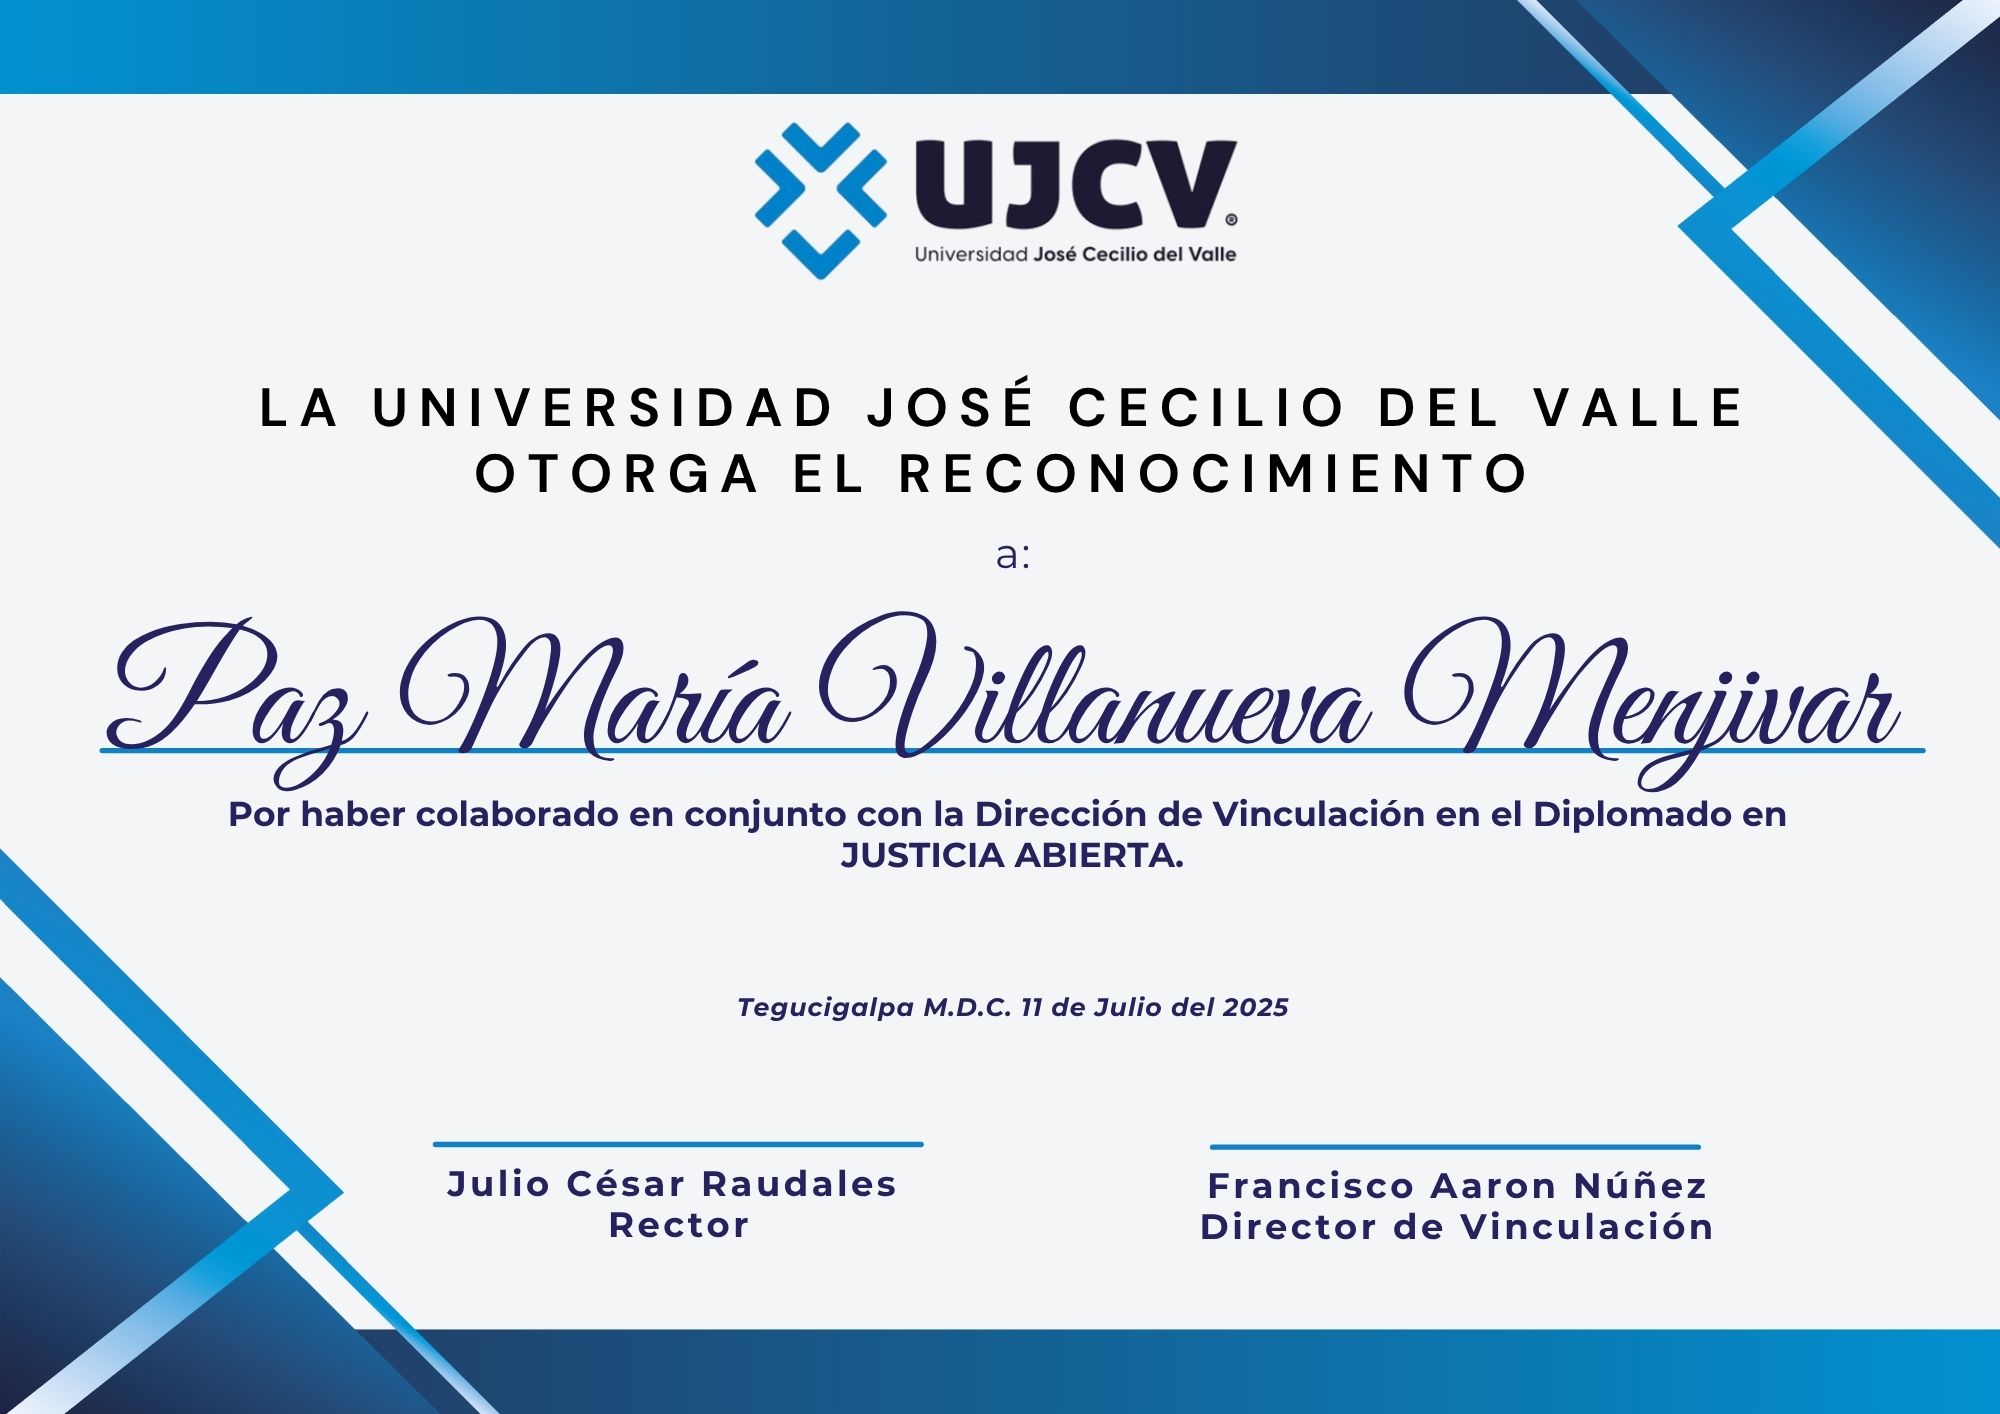 UJCV®
Universidad José Cecilio del Valle
LA UNIVERSIDAD JOSÉ CECILIO DEL VALLE
OTORGA EL RECONOCIMIENTO
a:
Paz María Villanueva Menjivar
Por haber colaborado en conjunto con la Dirección de Vinculación en el Diplomado en
JUSTICIA ABIERTA.
Tegucigalpa M.D.C. 11 de Julio del 2025
Julio César Raudales
Rector
Francisco Aaron Núñez
Director de Vinculación